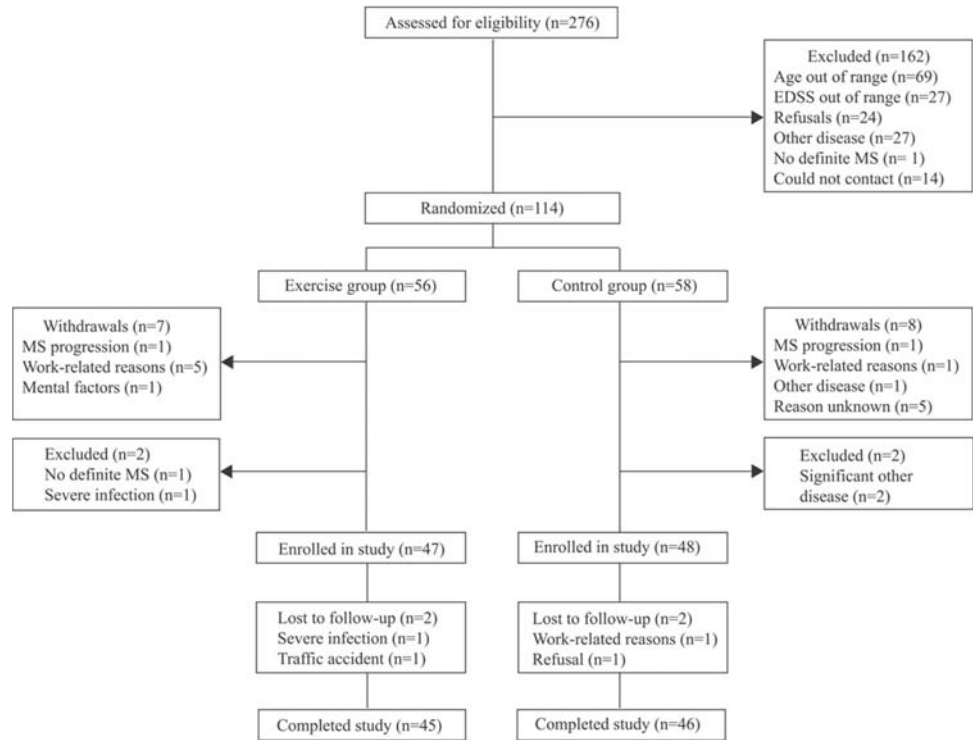 Assessed for eligibility (n=276)
Excluded (n=162)
Age out of range (n=69)
EDSS out of range (n=27)
Refusals (n=24)
Other disease (n=27)
No definite MS (n= 1)
Could not contact (n=14)
Randomized (n=114)
Exercise group (n=56)
Control group (n=58)
Withdrawals (n=7)
MS progression (n=1)
Work-related reasons (n=5)
Mental factors (n=1)
Withdrawals (n=8)
MS progression (n=1)
Work-related reasons (n=1)
Other disease (n=1)
Reason unknown (n=5)
Excluded (n=2)
No definite MS (n=1)
Severe infection (n=1)
Excluded (n=2)
Significant other
disease (n=2)
Enrolled in study (n=47)
Enrolled in study (n=48)
Lost to follow-up (n=2)
Severe infection (n=1)
Traffic accident (n=1)
Lost to follow-up (n=2)
Work-related reasons (n=1)
Refusal (n=1)
Completed study (n=45)
Completed study (n=46)